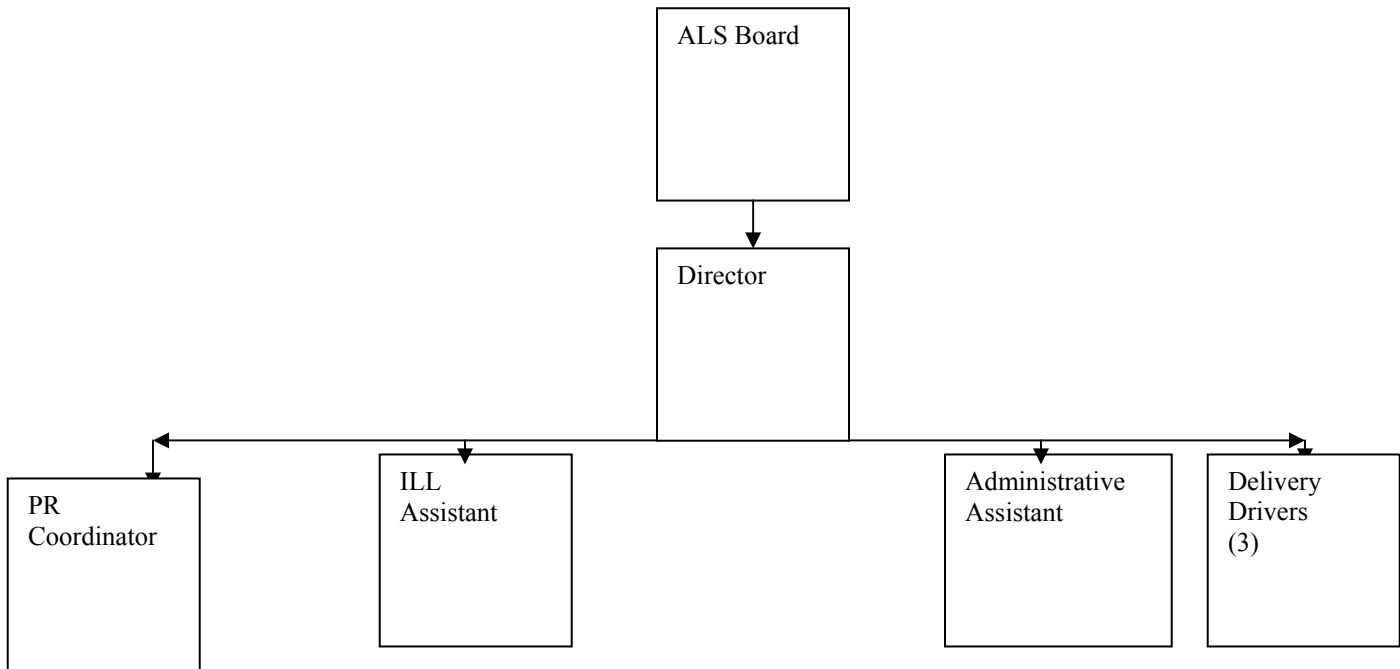 ALS Board
Director
PR
Coordinator
ILL
Assistant
Administrative
Assistant
Delivery
Drivers
(3)